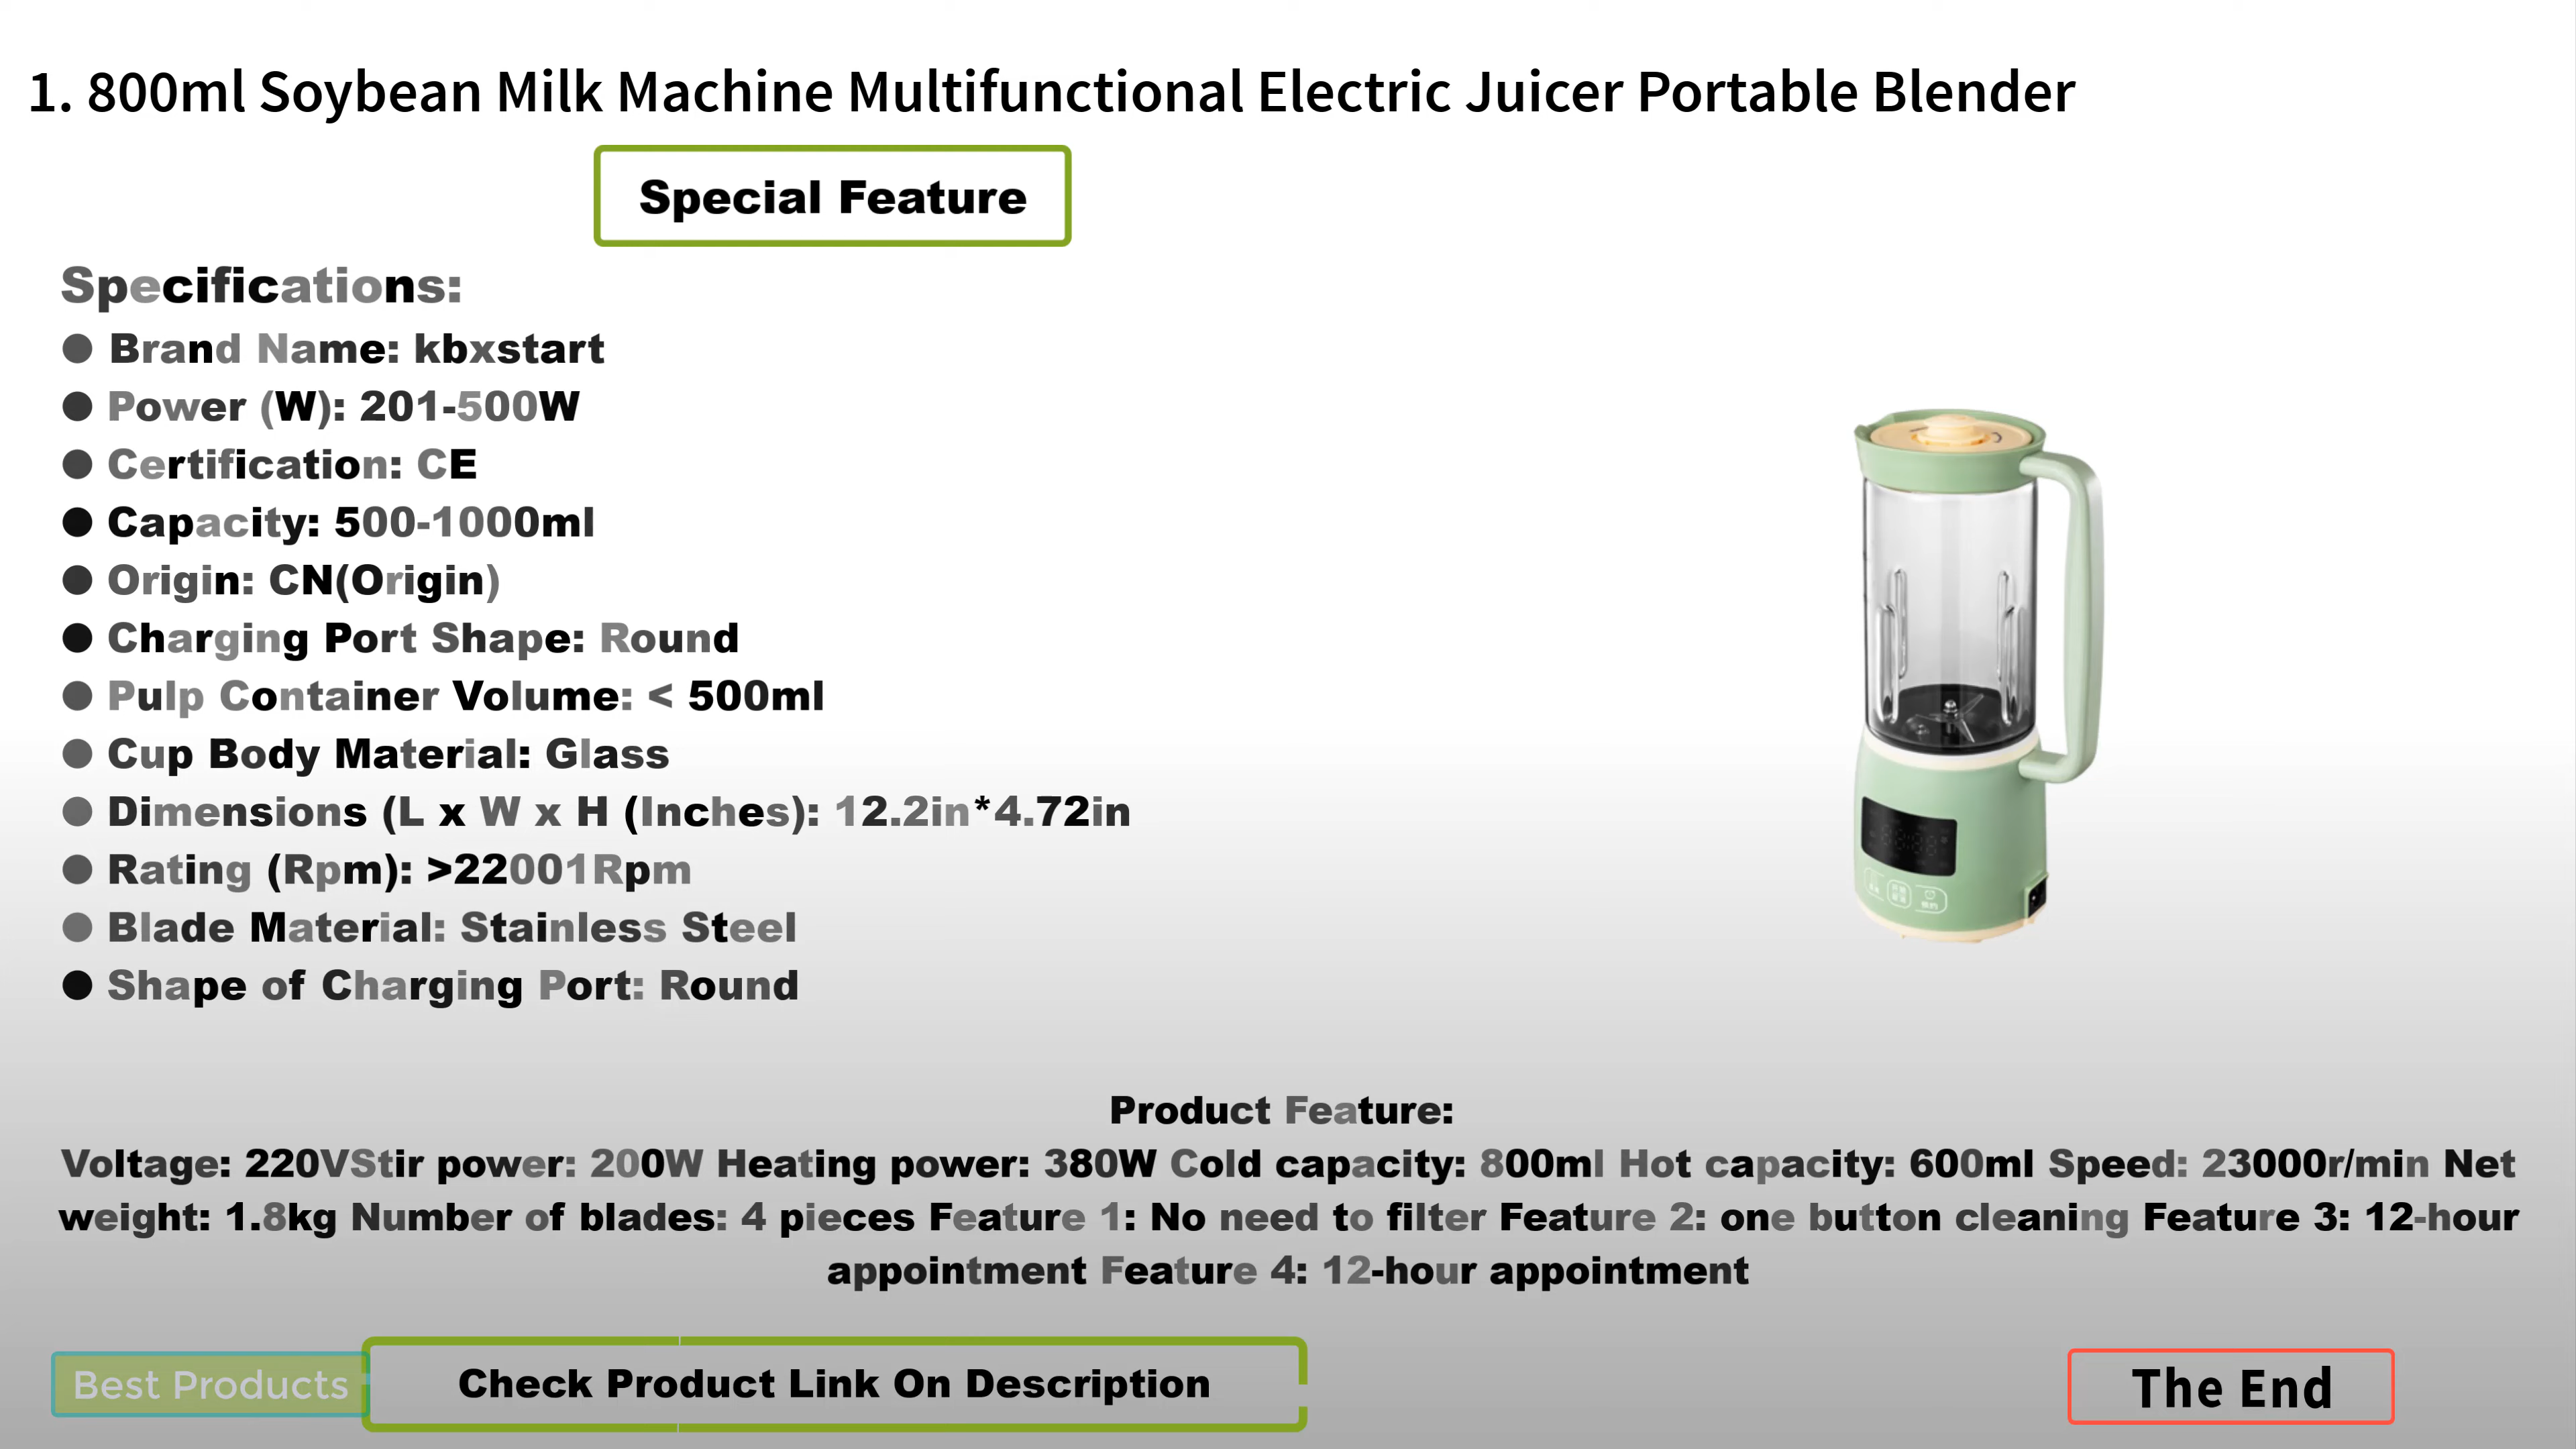 1. 800ml Soybean Milk Machine Multifunctional Electric Juicer Portable Blender
Special Feature
Specifications:
● Brand Name: kbxstart
● Power (W): 201-500W
● Certification: CE
● Capacity: 500-1000ml
● Origin: CN(Origin)
● Charging Port Shape: Round
● Pulp Container Volume: < 500ml
● Cup Body Material: Glass
● Dimensions (L x W x H (Inches): 12.2in*4.72in
● Rating (Rpm): >22001Rpm
● Blade Material: Stainless Steel
● Shape of Charging Port: Round
Product Feature:
Voltage: 220VStir power: 200W Heating power: 380W Cold capacity: 800ml Hot capacity: 600ml Speed: 23000r/min Net
weight: 1.8kg Number of blades: 4 pieces Feature 1: No need to filter Feature 2: one button cleaning Feature 3: 12-hour
appointment Feature 4: 12-hour appointment
Best Products
Check Product Link On Description
The End